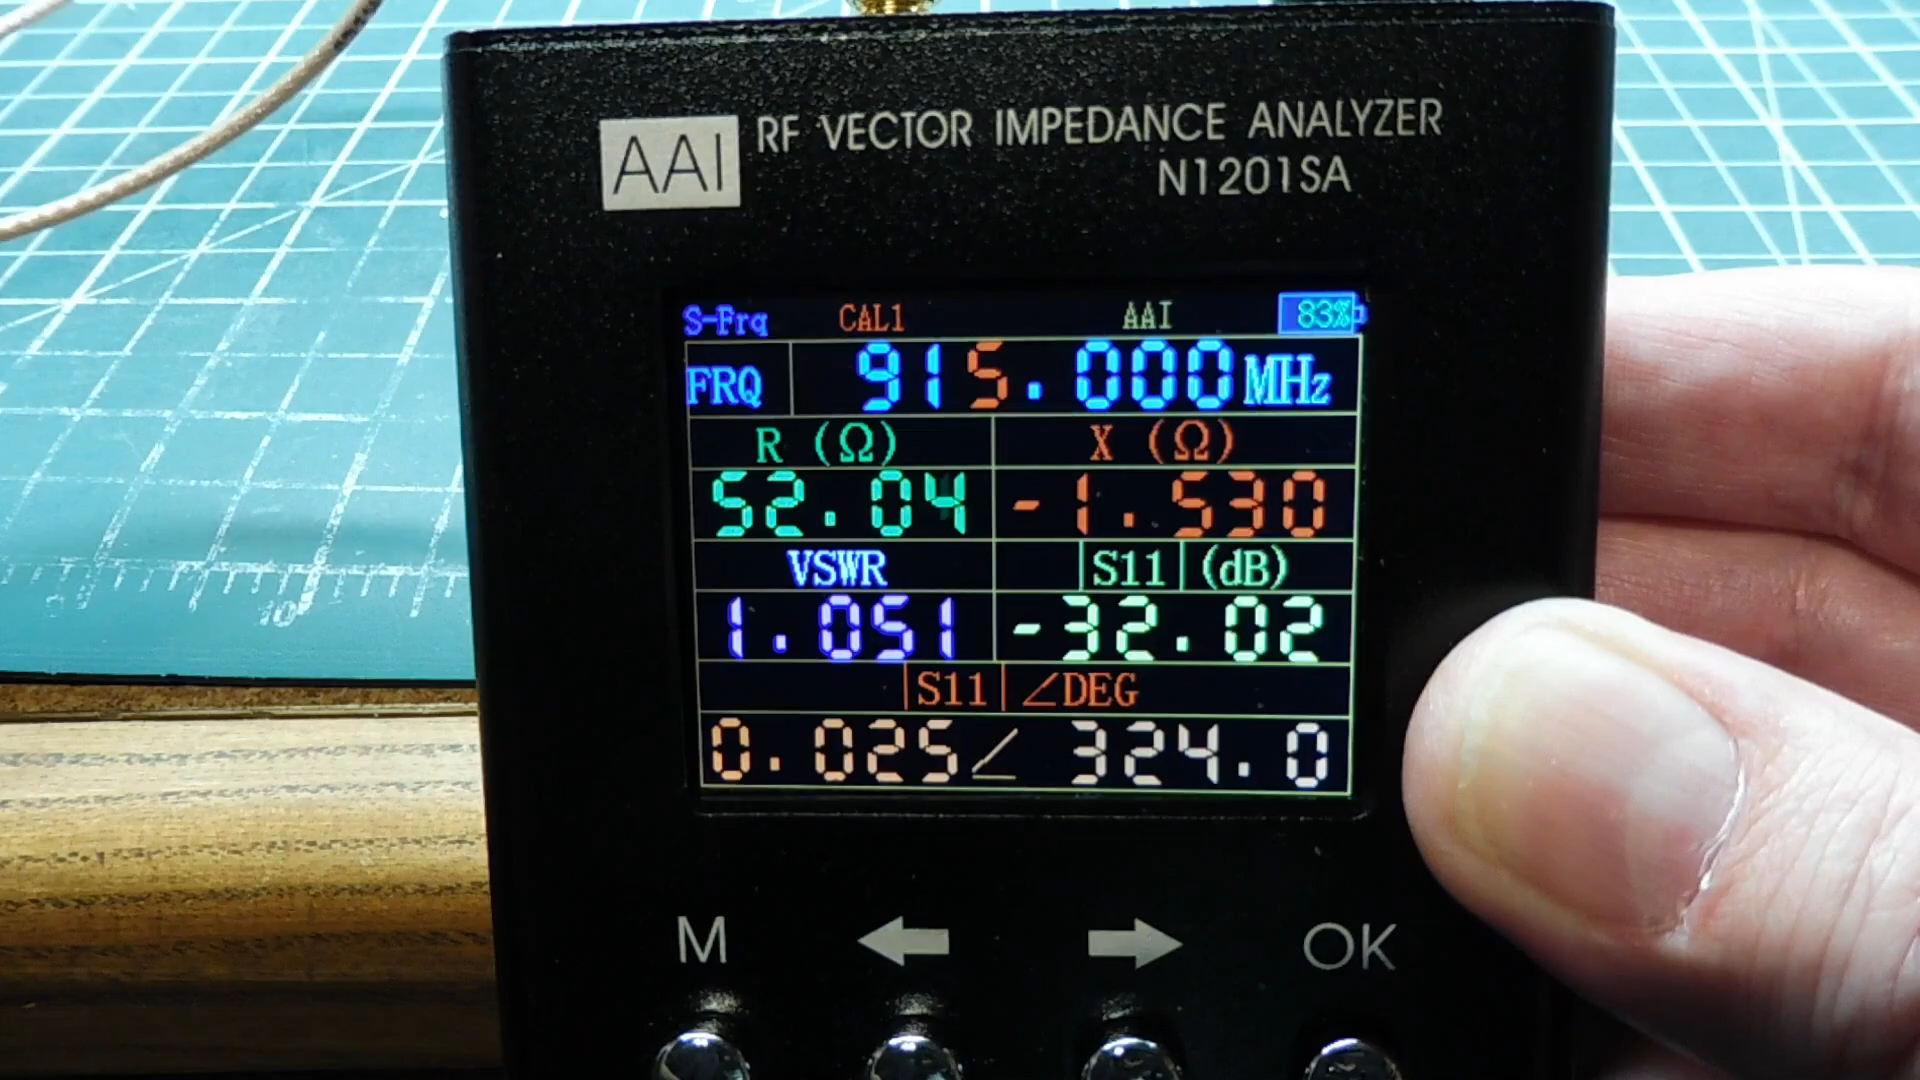 AAI RF VECTOR IMPEDANCE ANALYZER
N1201SA
S-Frq CAL1 AAI 83%
FRQ 915.000MHz
R (Ω) X (Ω)
52.04 -1.530
VSWR |S11| (dB)
1.051 -32.02
|S11| ∠DEG
0.025∠ 324.0
M OK
10